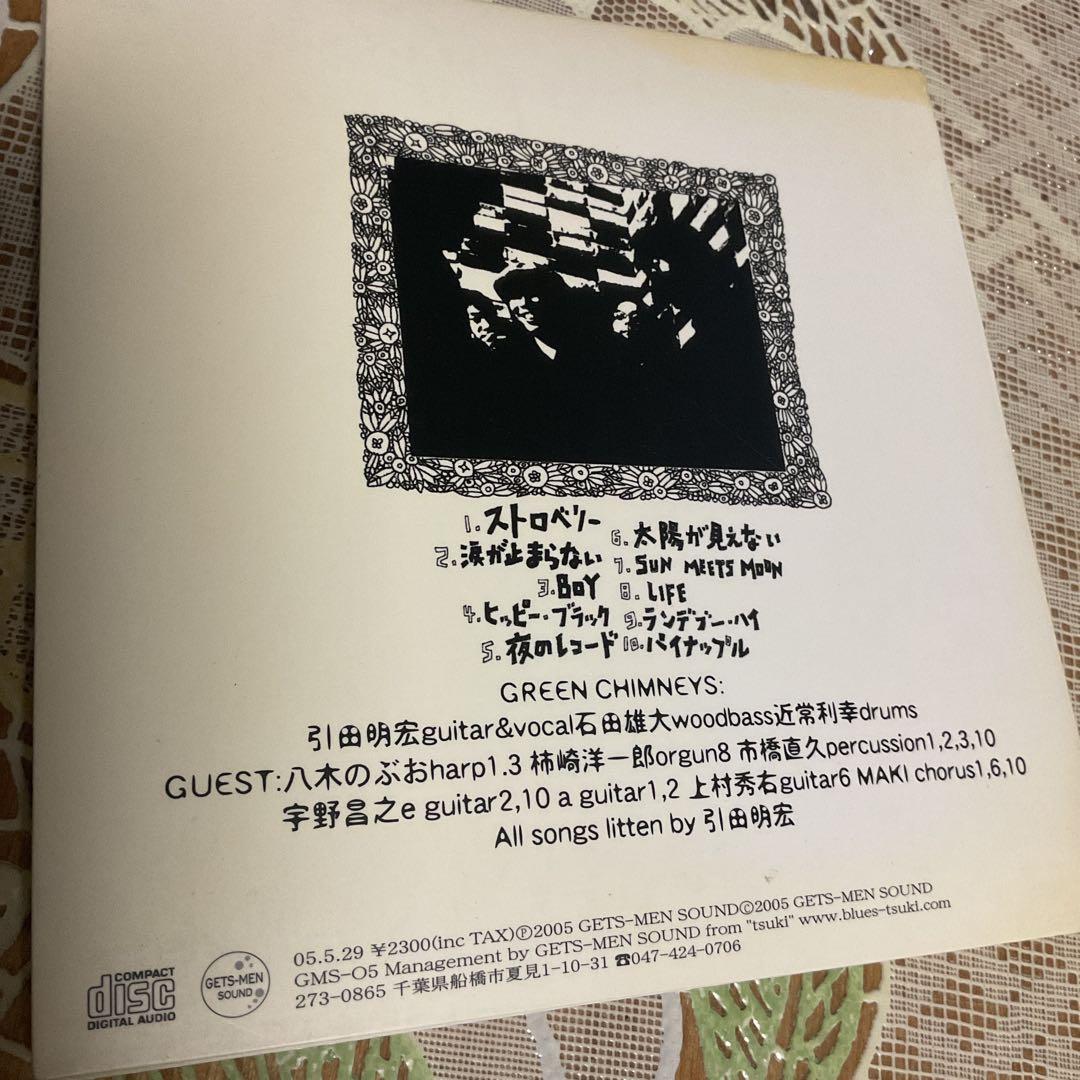 1.ストロベリー
2.涙が止まらない
3.BOY
4.ヒッピー・ブラック
5.夜のレコード
6.太陽が見えない
7.SUN MEETS MOON
8.LIFE
9.ランデブー・ハイ
10.パイナップル
GREEN CHIMNEYS:
引田明宏guitar&vocal石田雄大woodbass近常利幸drums
GUEST:八木のぶおharp1.3 柿崎洋一郎orgun8 市橋直久percussion1,2,3,10
宇野昌之e guitar2,10 a guitar1,2 上村秀右guitar6 MAKI chorus1,6,10
All songs litten by 引田明宏
COMPACT
disc
DIGITAL AUDIO
GETS-MEN
SOUND
05.5.29 ¥2300(inc TAX)Ⓟ2005 GETS-MEN SOUNDⒸ2005 GETS-MEN SOUND
GMS-O5 Management by GETS-MEN SOUND from "tsuki" www.blues-tsuki.com
273-0865 千葉県船橋市夏見1-10-31 ☎047-424-0706